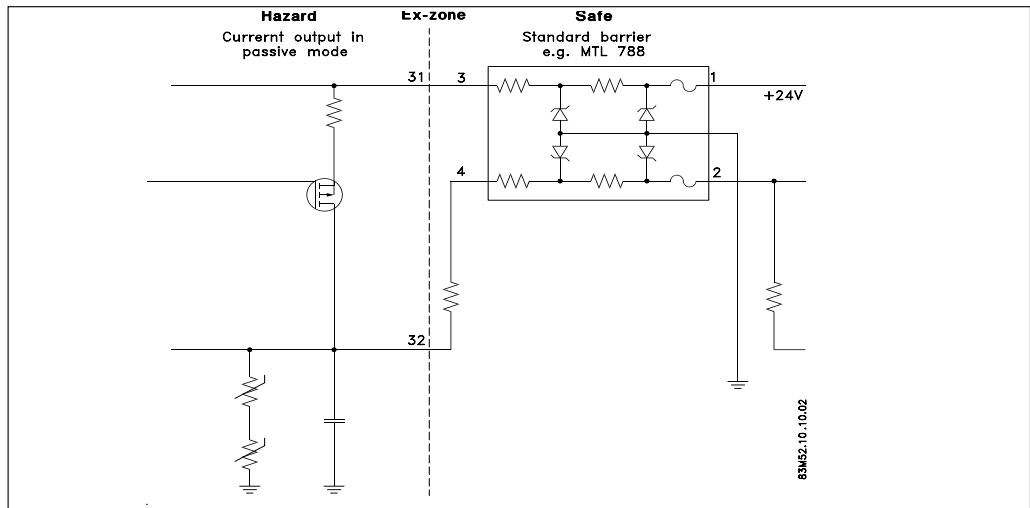 Hazard
Ex-zone
Safe
Currernt output in
passive mode
Standard barrier
e.g. MTL 788
31
3
1
+24V
4
2
32
83M52.10.10.02